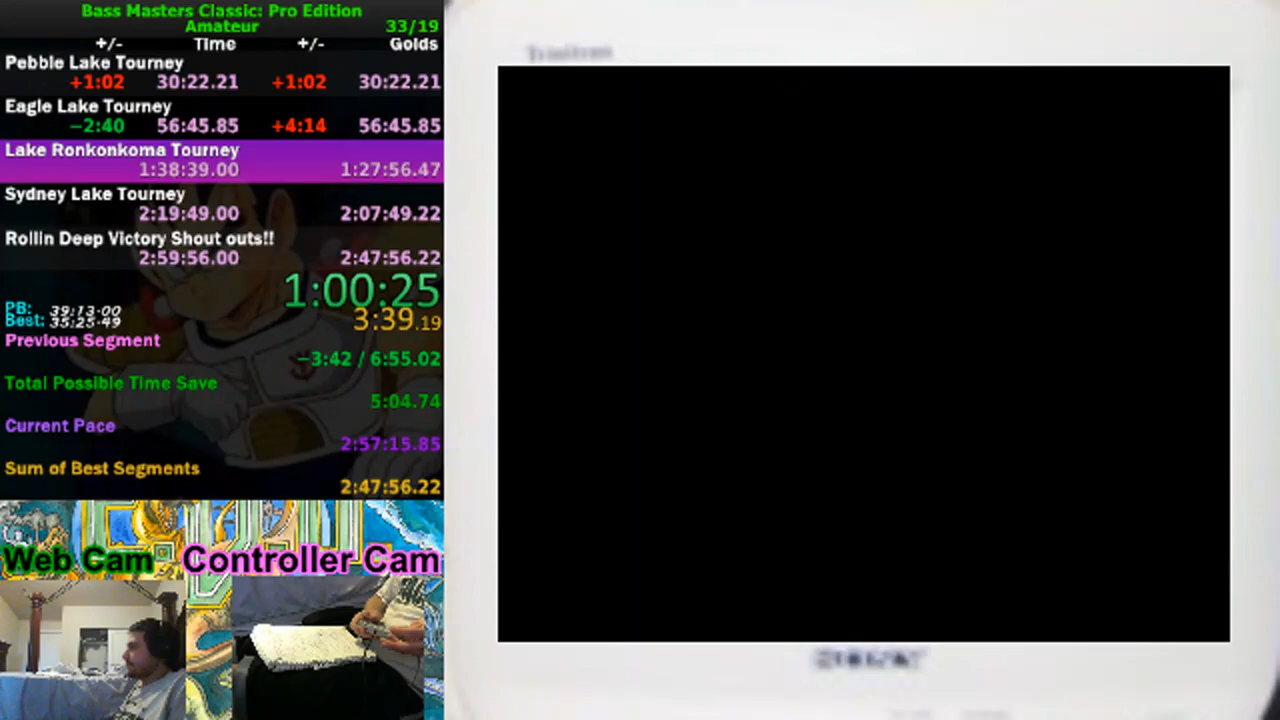 Bass Masters Classic: Pro Edition
Amateur 33/19
+/- Time +/- Golds
Pebble Lake Tourney
+1:02 30:22.21 +1:02 30:22.21
Eagle Lake Tourney
−2:40 56:45.85 +4:14 56:45.85
Lake Ronkonkoma Tourney
1:38:39.00 1:27:56.47
Sydney Lake Tourney
2:19:49.00 2:07:49.22
Rollin Deep Victory Shout outs!!
2:59:56.00 2:47:56.22
1:00:25
PB: 39:13.00
Best: 35:25.49
3:39.19
Previous Segment
−3:42 / 6:55.02
Total Possible Time Save
5:04.74
Current Pace
2:57:15.85
Sum of Best Segments
2:47:56.22
Web Cam Controller Cam